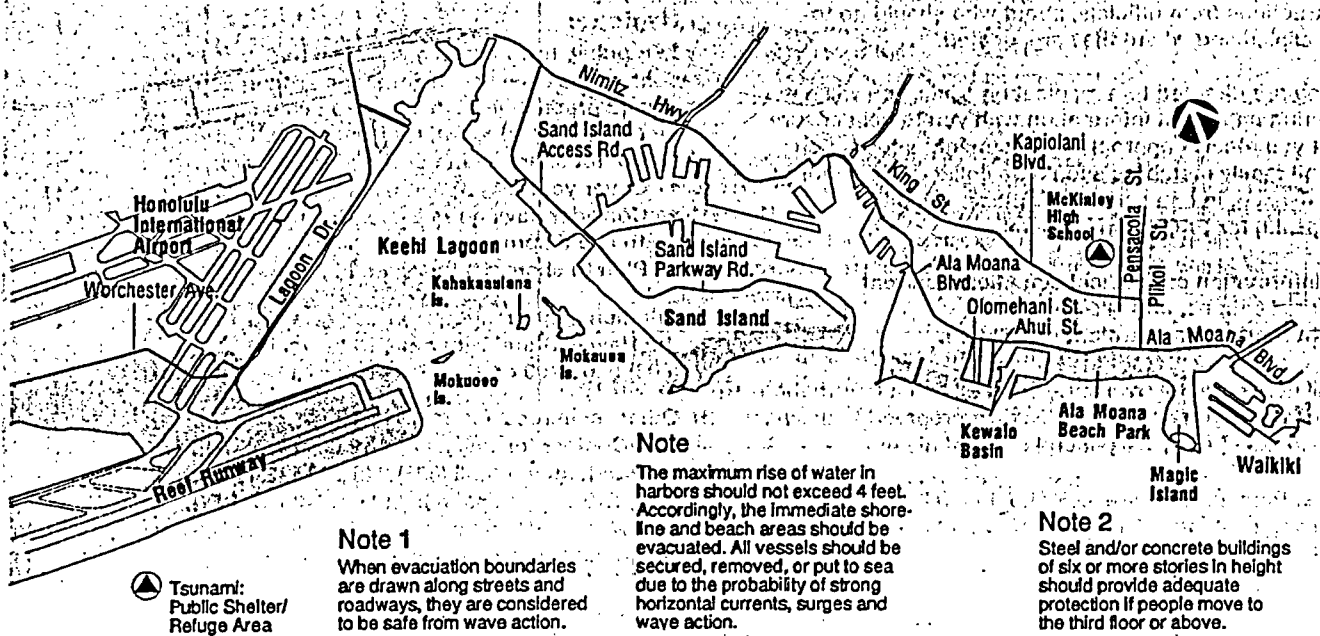 Nimitz
Hwy
Sand Island
Access Rd.
Kapiolani
Blvd.
King St.
McKinley
High
School
Pensacola St.
Piikoi St.
Honolulu
International
Airport
Lagoon Dr.
Keehi Lagoon
Sand Island
Parkway Rd.
Ala Moana
Blvd.
Worchester Ave.
Kahakaaulana
Is.
Olomehani St.
Ahui St.
Sand Island
Ala Moana Blvd.
Mokauea
Is.
Mokuoeo
Is.
Ala Moana
Beach Park
Kewalo
Basin
Waikiki
Magic
Island
Reef Runway
Note
The maximum rise of water in
harbors should not exceed 4 feet.
Accordingly, the immediate shore-
line and beach areas should be
evacuated. All vessels should be
secured, removed, or put to sea
due to the probability of strong
horizontal currents, surges and
wave action.
Note 1
When evacuation boundaries
are drawn along streets and
roadways, they are considered
to be safe from wave action.
Note 2
Steel and/or concrete buildings
of six or more stories in height
should provide adequate
protection if people move to
the third floor or above.
Tsunami:
Public Shelter/
Refuge Area